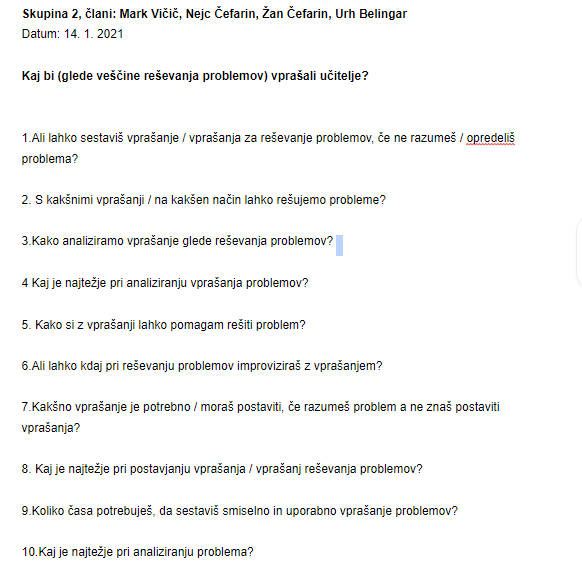 Skupina 2, člani: Mark Vičič, Nejc Čefarin, Žan Čefarin, Urh Belingar
Datum: 14. 1. 2021
Kaj bi (glede veščine reševanja problemov) vprašali učitelje?
1.Ali lahko sestaviš vprašanje / vprašanja za reševanje problemov, če ne razumeš / opredeliš
problema?
2. S kakšnimi vprašanji / na kakšen način lahko rešujemo probleme?
3.Kako analiziramo vprašanje glede reševanja problemov?
4 Kaj je najtežje pri analiziranju vprašanja problemov?
5. Kako si z vprašanji lahko pomagam rešiti problem?
6.Ali lahko kdaj pri reševanju problemov improviziraš z vprašanjem?
7.Kakšno vprašanje je potrebno / moraš postaviti, če razumeš problem a ne znaš postaviti
vprašanja?
8. Kaj je najtežje pri postavjanju vprašanja / vprašanj reševanja problemov?
9.Koliko časa potrebuješ, da sestaviš smiselno in uporabno vprašanje problemov?
10.Kaj je najtežje pri analiziranju problema?